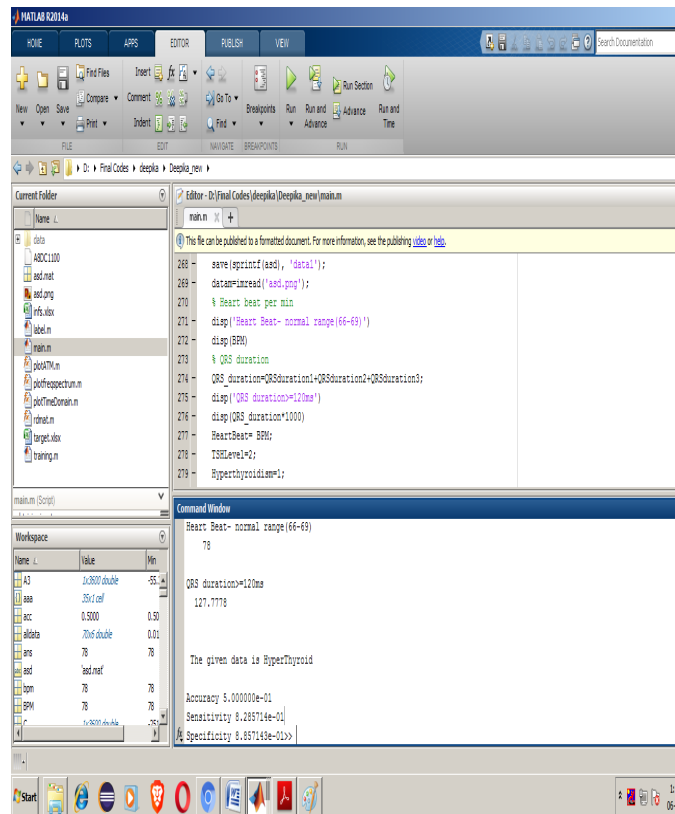 MATLAB R2014a
HOME PLOTS APPS EDITOR PUBLISH VIEW Search Documentation
New Open Save Find Files Compare Print Insert Comment Indent fx Go To Find Breakpoints Run Run and Advance Run Section Advance Run and Time
FILE EDIT NAVIGATE BREAKPOINTS RUN
D: Final Codes deepika Deepika_new
Current Folder
Name
data
A8DC1100
asd.mat
asd.png
mfs.xlsx
label.m
main.m
plotATM.m
plotfreqspectrum.m
plotTimeDomain.m
rdmat.m
target.xlsx
training.m
main.m (Script)
Workspace
Name Value Min
A3 1x3600 double -55.
aaa 35x1 cell
acc 0.5000 0.50
alldata 70x6 double 0.01
ans 78 78
asd 'asd.mat'
bpm 78 78
BPM 78 78
C 1x3600 double -251
Editor - D:\Final Codes\deepika\Deepika_new\main.m
main.m
This file can be published to a formatted document. For more information, see the publishing video or help.
268 - save(sprintf(asd), 'data1');
269 - datam=imread('asd.png');
270 % Heart beat per min
271 - disp('Heart Beat- normal range(66-69)')
272 - disp(BPM)
273 % QRS duration
274 - QRS_duration=QRSduration1+QRSduration2+QRSduration3;
275 - disp('QRS duration>=120ms')
276 - disp(QRS_duration*1000)
277 - HeartBeat= BPM;
278 - TSHLevel=2;
279 - Hyperthyroidism=1;
Command Window
Heart Beat- normal range(66-69)
78
QRS duration>=120ms
127.7778
The given data is HyperThyroid
Accuracy 5.000000e-01
Sensitivity 8.285714e-01
fx Specificity 8.857143e-01>>
Start